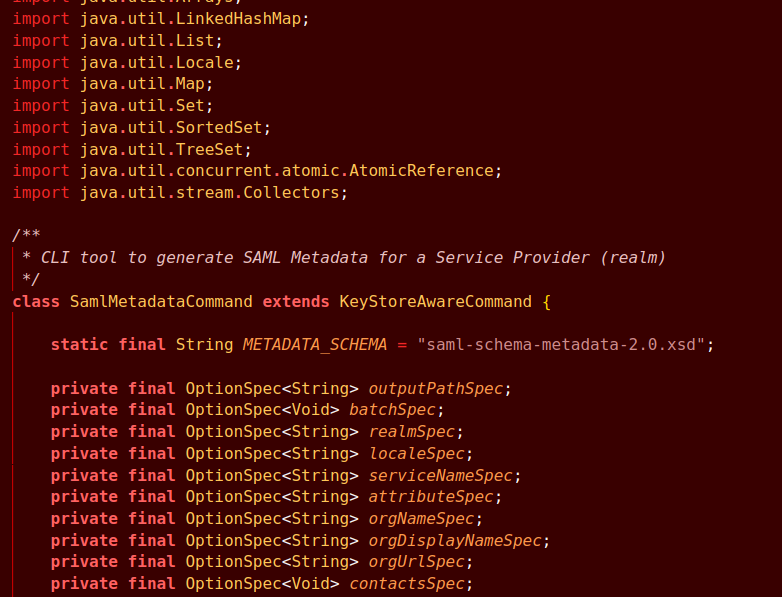 import java.util.Arrays;
import java.util.LinkedHashMap;
import java.util.List;
import java.util.Locale;
import java.util.Map;
import java.util.Set;
import java.util.SortedSet;
import java.util.TreeSet;
import java.util.concurrent.atomic.AtomicReference;
import java.util.stream.Collectors;

/**
 * CLI tool to generate SAML Metadata for a Service Provider (realm)
 */
class SamlMetadataCommand extends KeyStoreAwareCommand {

    static final String METADATA_SCHEMA = "saml-schema-metadata-2.0.xsd";

    private final OptionSpec<String> outputPathSpec;
    private final OptionSpec<Void> batchSpec;
    private final OptionSpec<String> realmSpec;
    private final OptionSpec<String> localeSpec;
    private final OptionSpec<String> serviceNameSpec;
    private final OptionSpec<String> attributeSpec;
    private final OptionSpec<String> orgNameSpec;
    private final OptionSpec<String> orgDisplayNameSpec;
    private final OptionSpec<String> orgUrlSpec;
    private final OptionSpec<Void> contactsSpec;